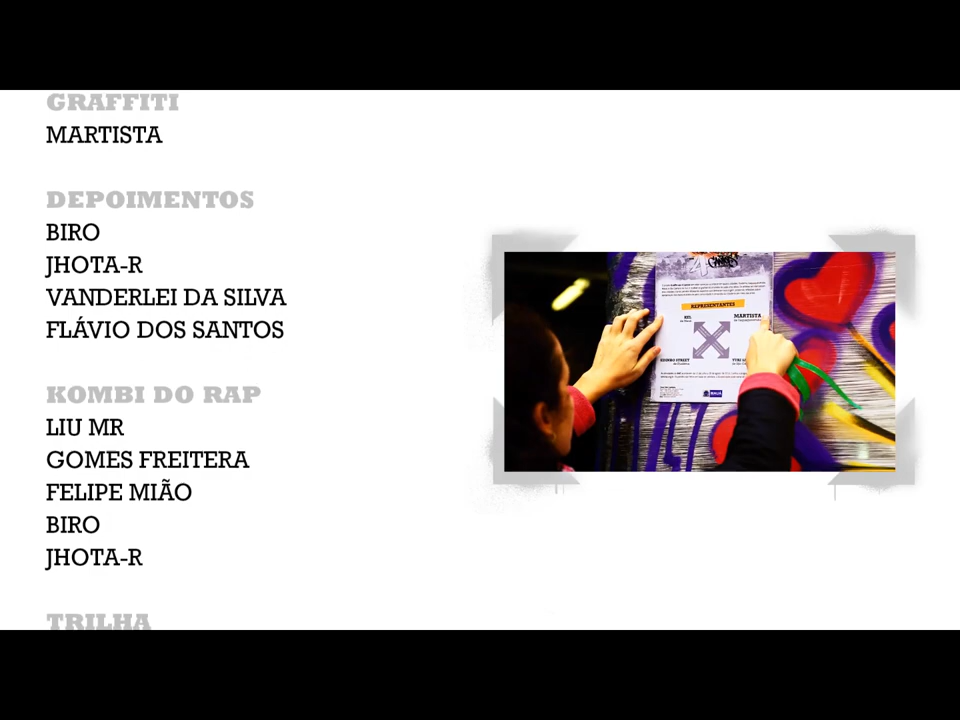 GRAFFITI
MARTISTA
DEPOIMENTOS
BIRO
JHOTA-R
VANDERLEI DA SILVA
FLÁVIO DOS SANTOS
KOMBI DO RAP
LIU MR
GOMES FREITERA
FELIPE MIÃO
BIRO
JHOTA-R
TRILHA
REPRESENTANTES
MARTISTA